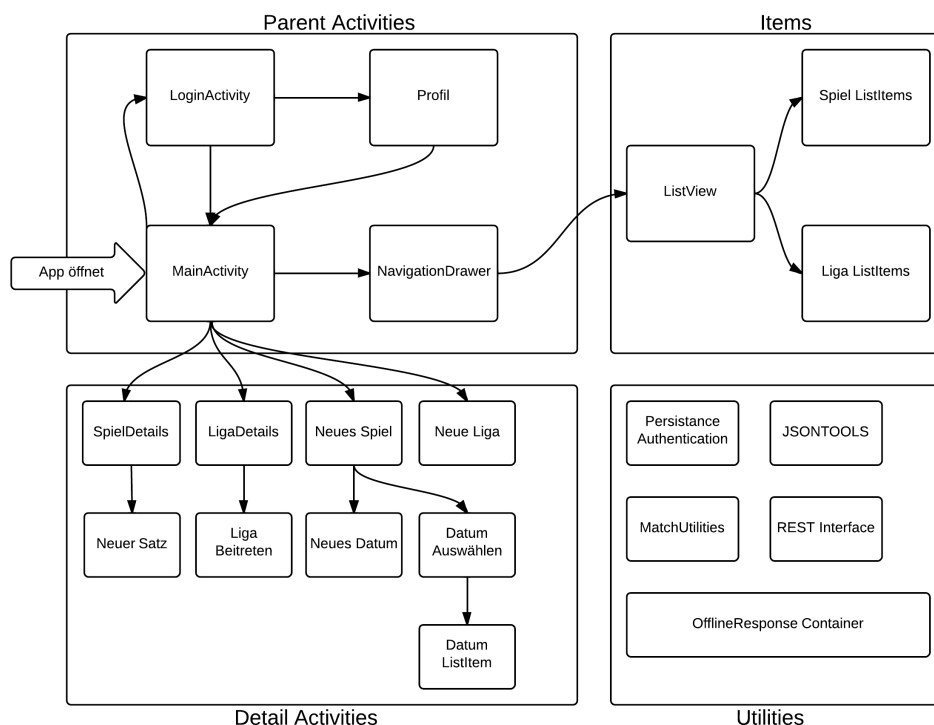 Parent Activities
Items
LoginActivity
Profil
Spiel ListItems
ListView
App öffnet
MainActivity
NavigationDrawer
Liga ListItems
SpielDetails
LigaDetails
Neues Spiel
Neue Liga
Persistance
Authentication
JSONTOOLS
Neuer Satz
Liga
Beitreten
Neues Datum
Datum
Auswählen
MatchUtilities
REST Interface
OfflineResponse Container
Datum
ListItem
Detail Activities
Utilities